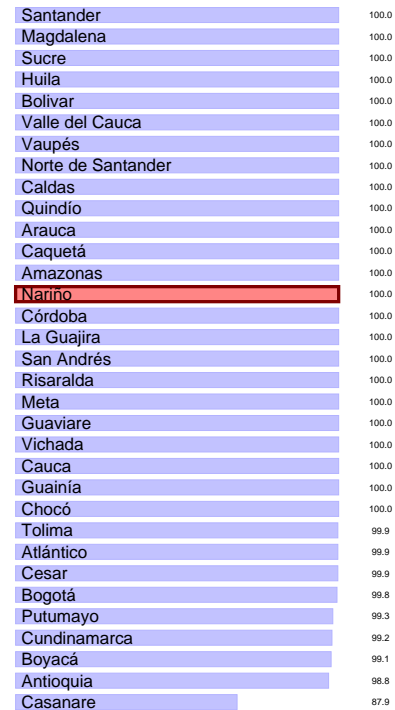 Santander 100.0
Magdalena 100.0
Sucre 100.0
Huila 100.0
Bolivar 100.0
Valle del Cauca 100.0
Vaupés 100.0
Norte de Santander 100.0
Caldas 100.0
Quindío 100.0
Arauca 100.0
Caquetá 100.0
Amazonas 100.0
Nariño 100.0
Córdoba 100.0
La Guajira 100.0
San Andrés 100.0
Risaralda 100.0
Meta 100.0
Guaviare 100.0
Vichada 100.0
Cauca 100.0
Guainía 100.0
Chocó 100.0
Tolima 99.9
Atlántico 99.9
Cesar 99.9
Bogotá 99.8
Putumayo 99.3
Cundinamarca 99.2
Boyacá 99.1
Antioquia 98.8
Casanare 87.9